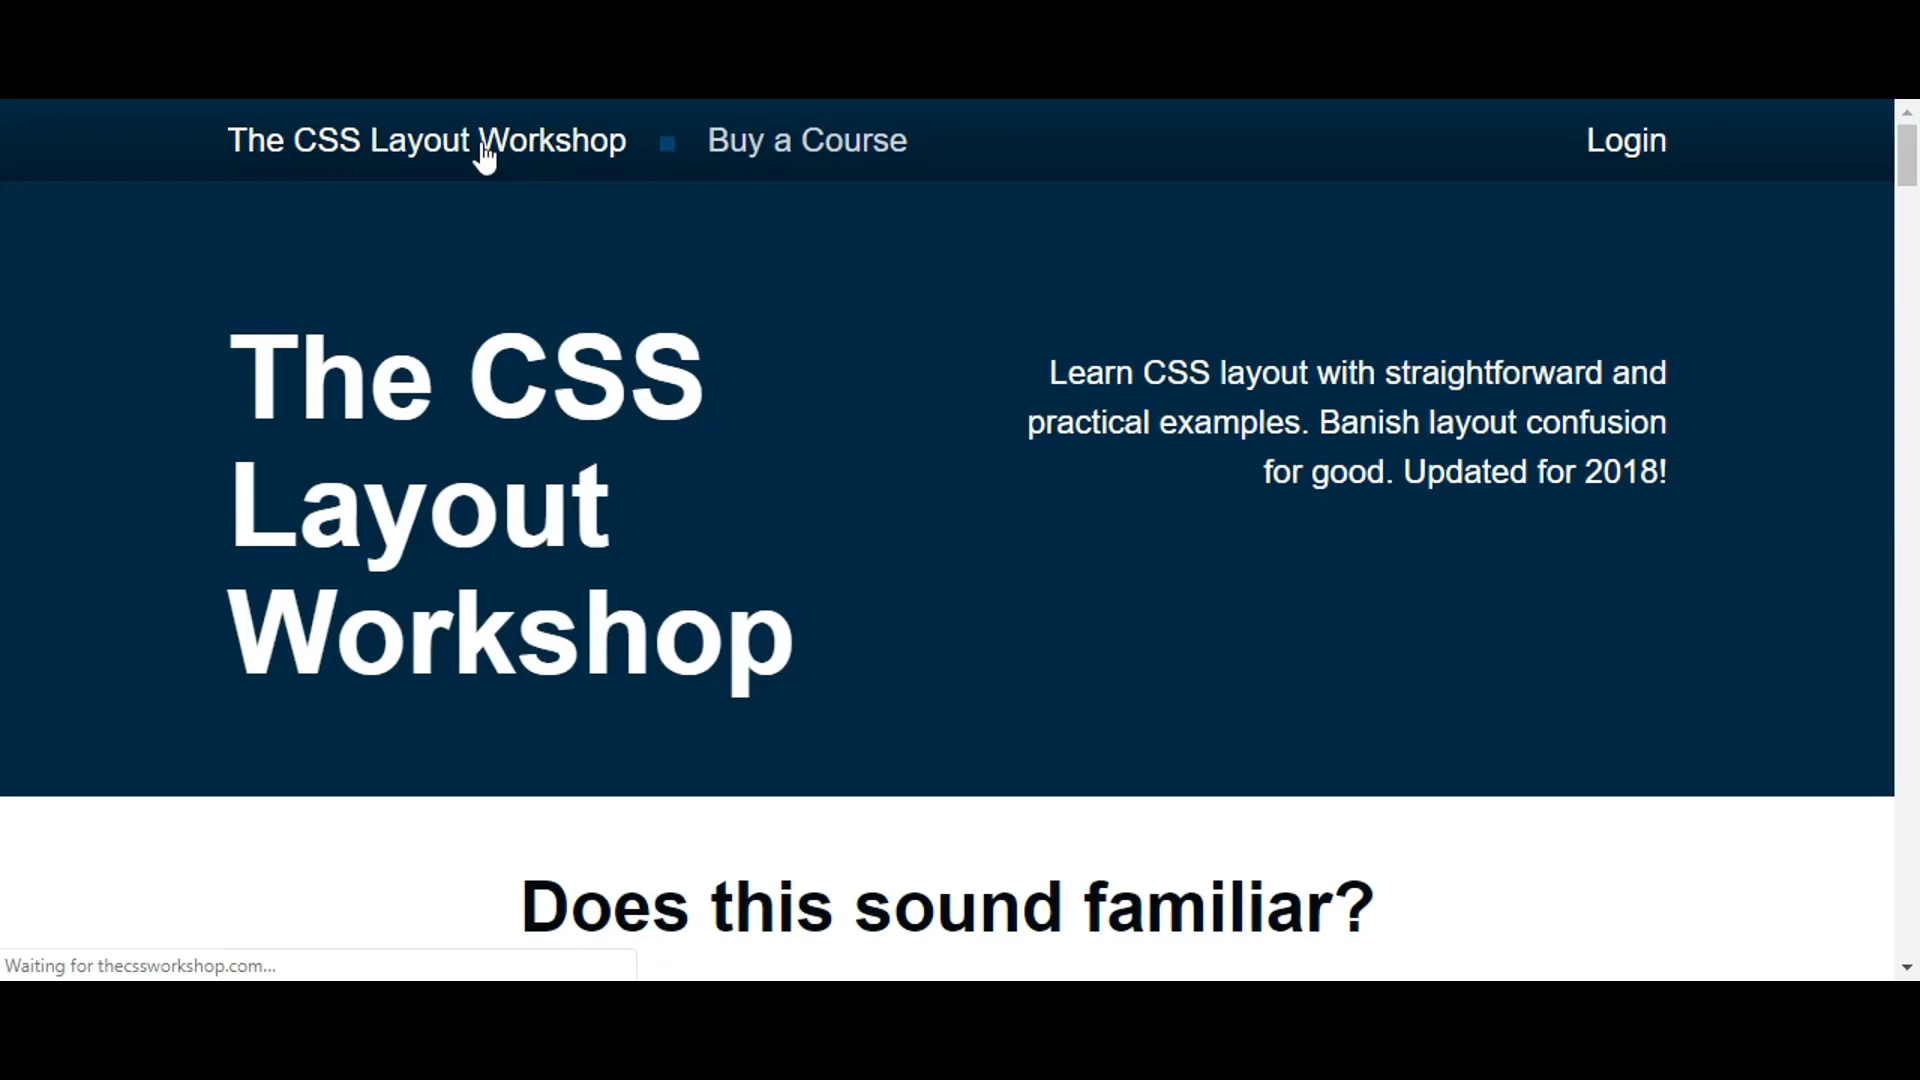 The CSS Layout Workshop Buy a Course Login
The CSS
Layout
Workshop
Learn CSS layout with straightforward and
practical examples. Banish layout confusion
for good. Updated for 2018!
Does this sound familiar?
Waiting for thecssworkshop.com...